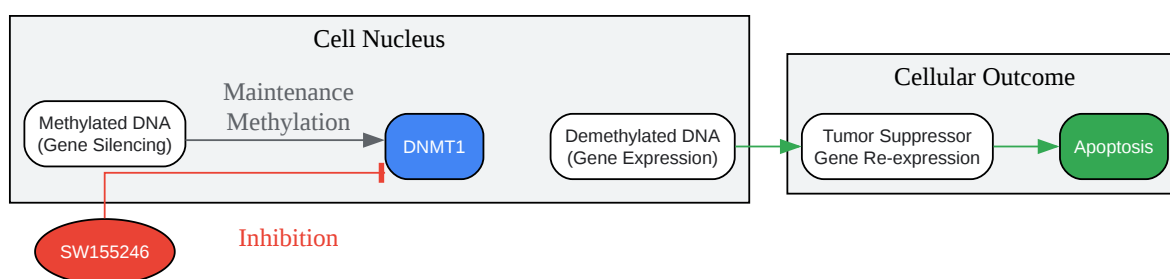 Cell Nucleus
Cellular Outcome
Maintenance
Methylation
Methylated DNA
(Gene Silencing)
DNMT1
Demethylated DNA
(Gene Expression)
Tumor Suppressor
Gene Re-expression
Apoptosis
Inhibition
SW155246